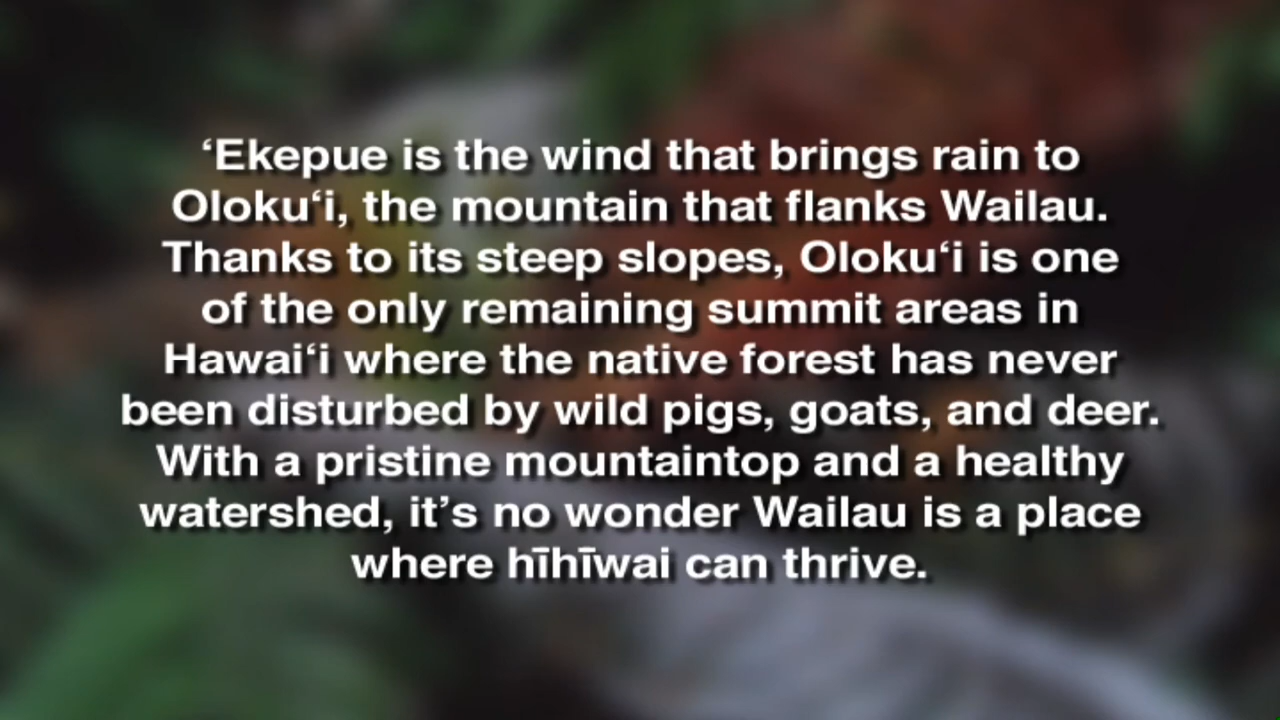 ‘Ekepue is the wind that brings rain to
Oloku‘i, the mountain that flanks Wailau.
Thanks to its steep slopes, Oloku‘i is one
of the only remaining summit areas in
Hawai‘i where the native forest has never
been disturbed by wild pigs, goats, and deer.
With a pristine mountaintop and a healthy
watershed, it’s no wonder Wailau is a place
where hīhīwai can thrive.